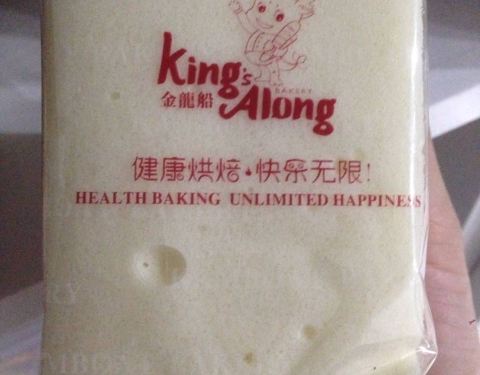 King's
BAKERY
金龍船 Along
健康烘焙·快乐无限!
HEALTH BAKING UNLIMITED HAPPINESS